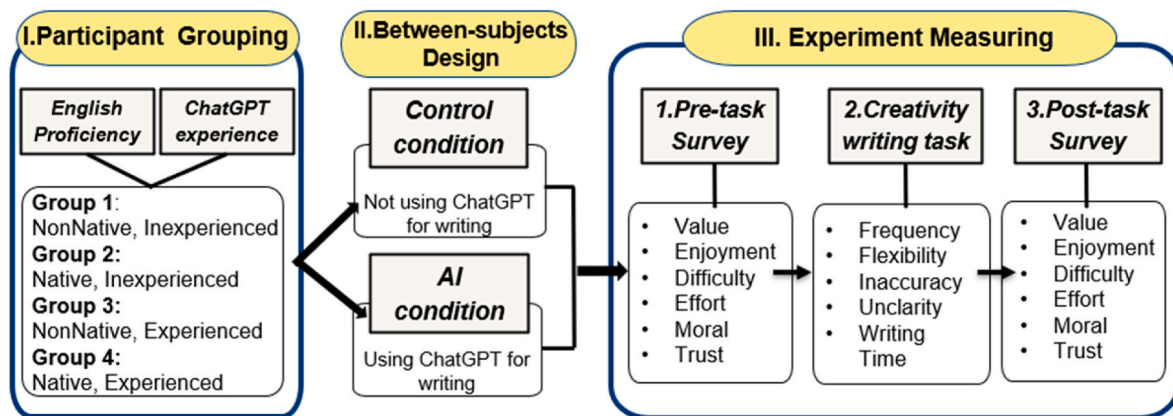 I.Participant Grouping
English
Proficiency
ChatGPT
experience
Group 1:
NonNative, Inexperienced
Group 2:
Native, Inexperienced
Group 3:
NonNative, Experienced
Group 4:
Native, Experienced
II.Between-subjects
Design
Control
condition
Not using ChatGPT
for writing
AI
condition
Using ChatGPT for
writing
III. Experiment Measuring
1.Pre-task
Survey
• Value
• Enjoyment
• Difficulty
• Effort
• Moral
• Trust
2.Creativity
writing task
• Frequency
• Flexibility
• Inaccuracy
• Unclarity
• Writing
Time
3.Post-task
Survey
• Value
• Enjoyment
• Difficulty
• Effort
• Moral
• Trust